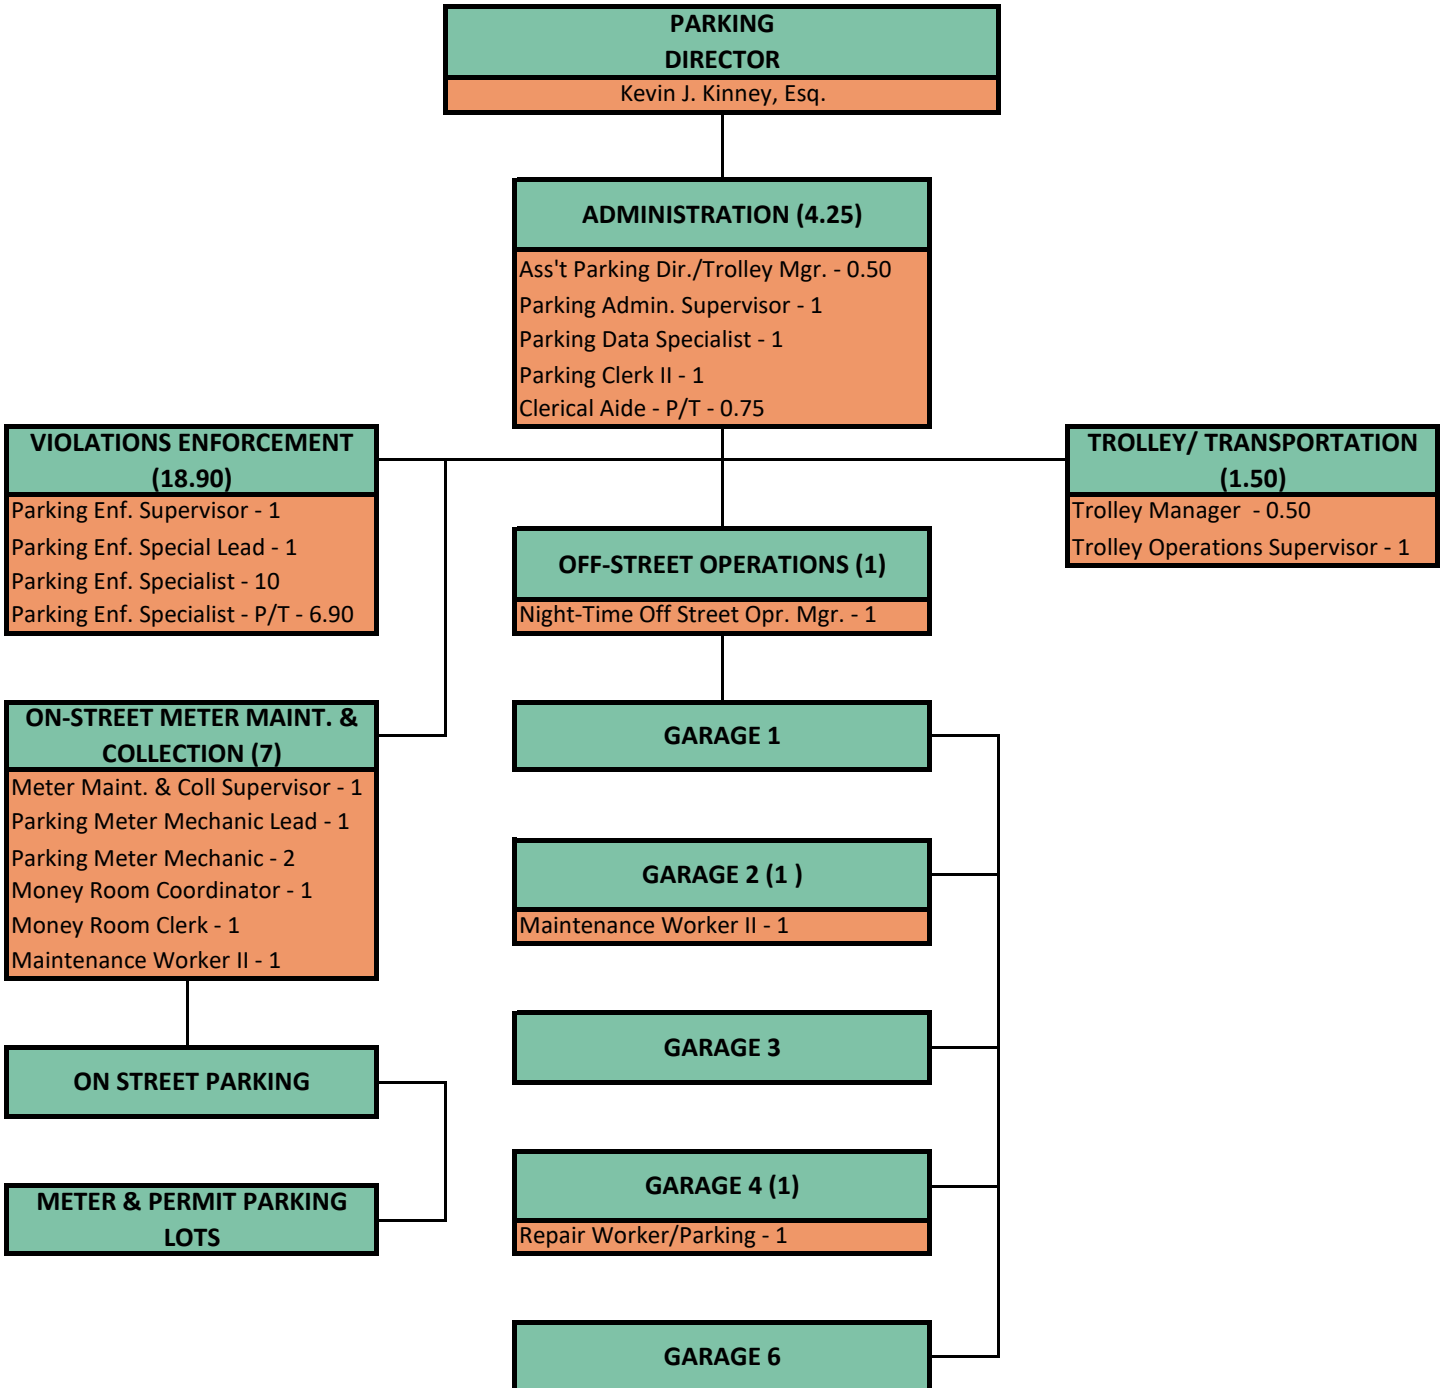 PARKING
DIRECTOR
Kevin J. Kinney, Esq.
ADMINISTRATION (4.25)
Ass't Parking Dir./Trolley Mgr. - 0.50
Parking Admin. Supervisor - 1
Parking Data Specialist - 1
Parking Clerk II - 1
Clerical Aide - P/T - 0.75
VIOLATIONS ENFORCEMENT
(18.90)
Parking Enf. Supervisor - 1
Parking Enf. Special Lead - 1
Parking Enf. Specialist - 10
Parking Enf. Specialist - P/T - 6.90
TROLLEY/ TRANSPORTATION
(1.50)
Trolley Manager  - 0.50
Trolley Operations Supervisor - 1
OFF-STREET OPERATIONS (1)
Night-Time Off Street Opr. Mgr. - 1
ON-STREET METER MAINT. &
COLLECTION (7)
Meter Maint. & Coll Supervisor - 1
Parking Meter Mechanic Lead - 1
Parking Meter Mechanic - 2
Money Room Coordinator - 1
Money Room Clerk - 1
Maintenance Worker II - 1
GARAGE 1
GARAGE 2 (1 )
Maintenance Worker II - 1
GARAGE 3
ON STREET PARKING
GARAGE 4 (1)
Repair Worker/Parking - 1
METER & PERMIT PARKING
LOTS
GARAGE 6